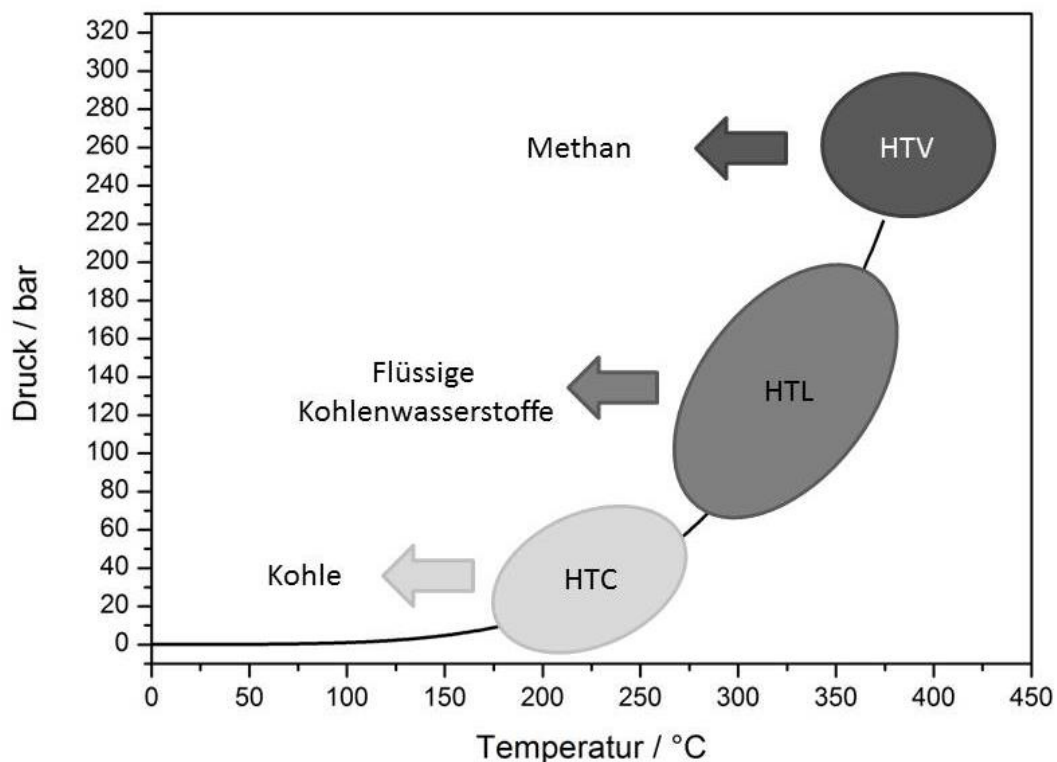 320
300
280
260
240
220
200
180
160
140
120
100
80
60
40
20
0
Druck / bar
Methan
HTV
Flüssige
Kohlenwasserstoffe
HTL
Kohle
HTC
0 50 100 150 200 250 300 350 400 450
Temperatur / °C